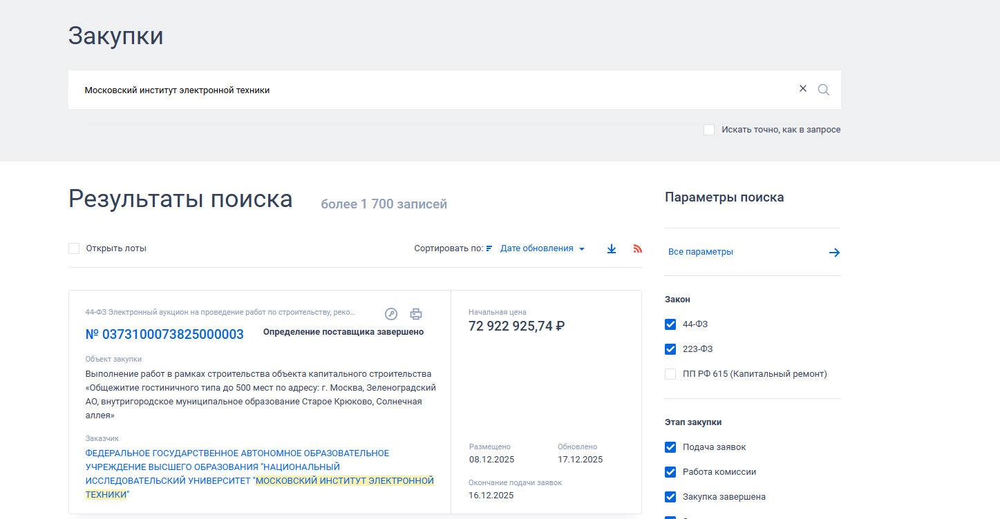 Закупки
Московский институт электронной техники
Искать точно, как в запросе
Результаты поиска
более 1 700 записей
Параметры поиска
Открыть лоты
Сортировать по:
Дате обновления
Все параметры
44-ФЗ Электронный аукцион на проведение работ по строительству, реко...
№ 0373100073825000003
Определение поставщика завершено
Объект закупки
Выполнение работ в рамках строительства объекта капитального строительства
«Общежитие гостиничного типа до 500 мест по адресу: г. Москва, Зеленоградский
АО, внутригородское муниципальное образование Старое Крюково, Солнечная
аллея»
Заказчик
ФЕДЕРАЛЬНОЕ ГОСУДАРСТВЕННОЕ АВТОНОМНОЕ ОБРАЗОВАТЕЛЬНОЕ
УЧРЕЖДЕНИЕ ВЫСШЕГО ОБРАЗОВАНИЯ "НАЦИОНАЛЬНЫЙ
ИССЛЕДОВАТЕЛЬСКИЙ УНИВЕРСИТЕТ "МОСКОВСКИЙ ИНСТИТУТ ЭЛЕКТРОННОЙ
ТЕХНИКИ"
Начальная цена
72 922 925,74 ₽
Размещено
Обновлено
08.12.2025
17.12.2025
Окончание подачи заявок
16.12.2025
Закон
44-ФЗ
223-ФЗ
ПП РФ 615 (Капитальный ремонт)
Этап закупки
Подача заявок
Работа комиссии
Закупка завершена